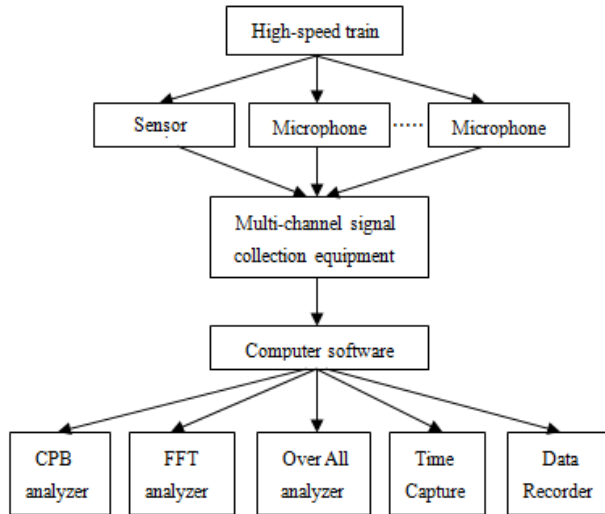 High-speed train
Sensor
Microphone
Microphone
Multi-channel signal
collection equipment
Computer software
CPB
analyzer
FFT
analyzer
Over All
analyzer
Time
Capture
Data
Recorder